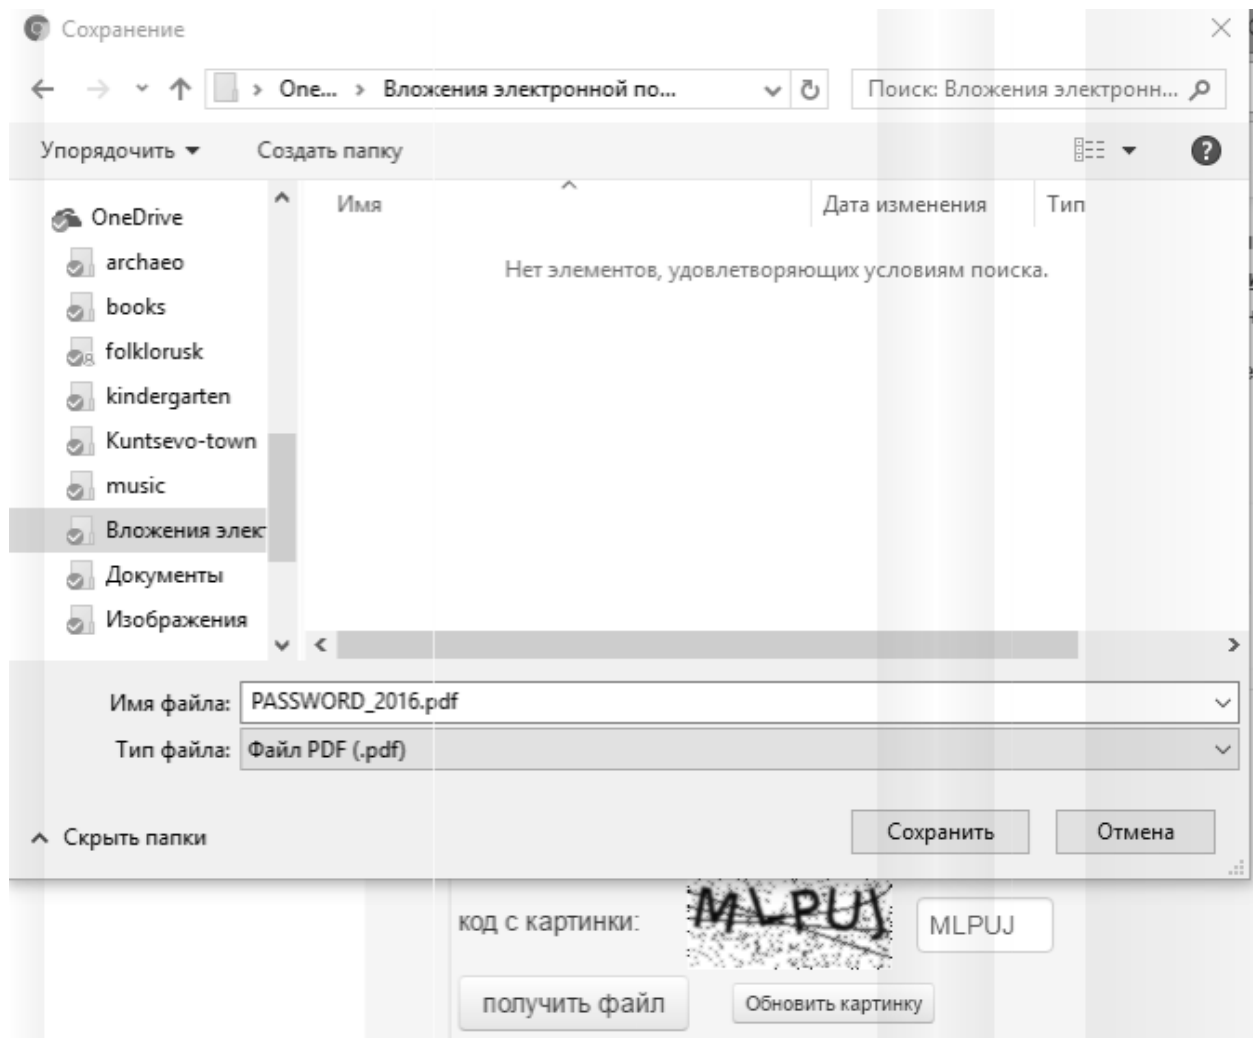 Сохранение
One... Вложения электронной по... Поиск: Вложения электронн...
Упорядочить Создать папку ?
Имя Дата изменения Тип
OneDrive
Нет элементов, удовлетворяющих условиям поиска.
archaeo
books
folklorusk
kindergarten
Kuntsevo-town
music
Вложения элек
Документы
Изображения
Имя файла: PASSWORD_2016.pdf
Тип файла: Файл PDF (.pdf)
Скрыть папки Сохранить Отмена
код с картинки: MLPUJ MLPUJ
получить файл Обновить картинку